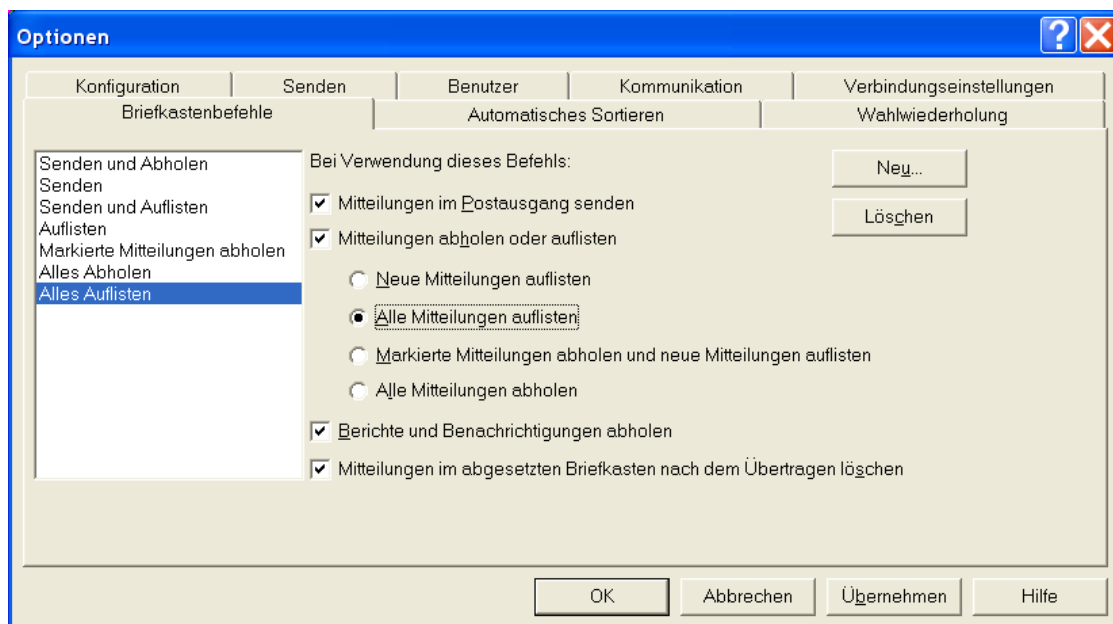 Optionen
Konfiguration
Senden
Benutzer
Kommunikation
Verbindungseinstellungen
Briefkastenbefehle
Automatisches Sortieren
Wahlwiederholung
Senden und Abholen
Senden
Senden und Auflisten
Auflisten
Markierte Mitteilungen abholen
Alles Abholen
Alles Auflisten
Bei Verwendung dieses Befehls:
Mitteilungen im Postausgang senden
Mitteilungen abholen oder auflisten
Neue Mitteilungen auflisten
Alle Mitteilungen auflisten
Markierte Mitteilungen abholen und neue Mitteilungen auflisten
Alle Mitteilungen abholen
Berichte und Benachrichtigungen abholen
Mitteilungen im abgesetzten Briefkasten nach dem Übertragen löschen
Neu...
Löschen
OK
Abbrechen
Übernehmen
Hilfe